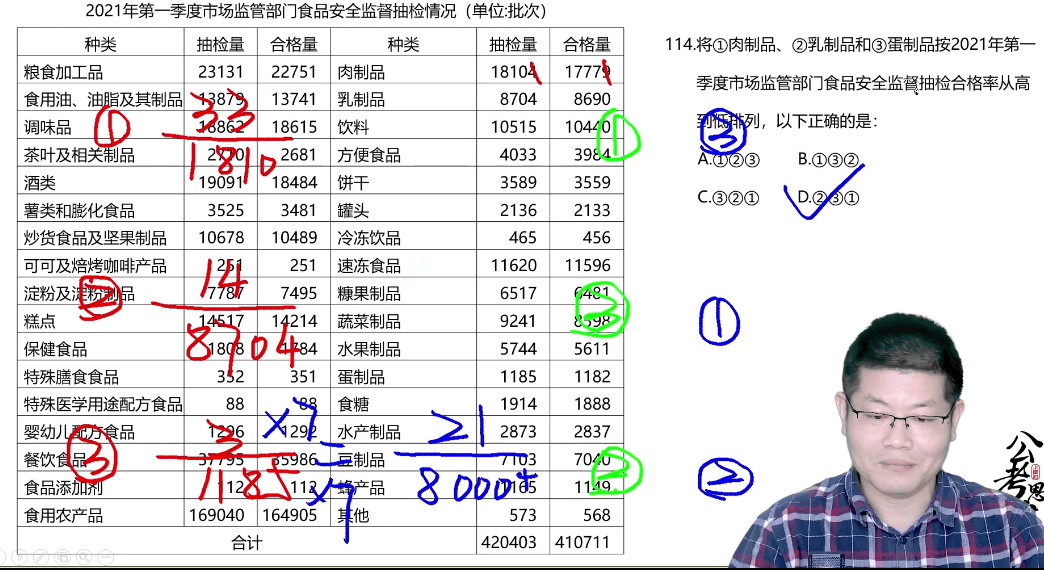 2021年第一季度市场监管部门食品安全监督抽检情况（单位:批次）
种类 抽检量 合格量 种类 抽检量 合格量
粮食加工品 23131 22751 肉制品 18104 17779
食用油、油脂及其制品 13879 13741 乳制品 8704 8690
调味品 18862 18615 饮料 10515 10440
茶叶及相关制品 2710 2681 方便食品 4033 3984
酒类 19091 18484 饼干 3589 3559
薯类和膨化食品 3525 3481 罐头 2136 2133
炒货食品及坚果制品 10678 10489 冷冻饮品 465 456
可可及焙烤咖啡产品 251 251 速冻食品 11620 11596
淀粉及淀粉制品 7787 7495 糖果制品 6517 6481
糕点 14517 14214 蔬菜制品 9241 8598
保健食品 1808 1784 水果制品 5744 5611
特殊膳食食品 352 351 蛋制品 1185 1182
特殊医学用途配方食品 88 88 食糖 1914 1888
婴幼儿配方食品 1296 1292 水产制品 2873 2837
餐饮食品 37795 35986 豆制品 7103 7040
食品添加剂 112 112 蜂产品 1149
食用农产品 169040 164905 其他 573 568
合计 420403 410711
114.将①肉制品、②乳制品和③蛋制品按2021年第一
季度市场监管部门食品安全监督抽检合格率从高
到低排列，以下正确的是：
A.①②③ B.①③②
C.③②① D.②③①
① 33
1810
② 14
8704
③ 3
1185
×7
=
×7
21
8000+
①
③
②
③
①
②
公考
思